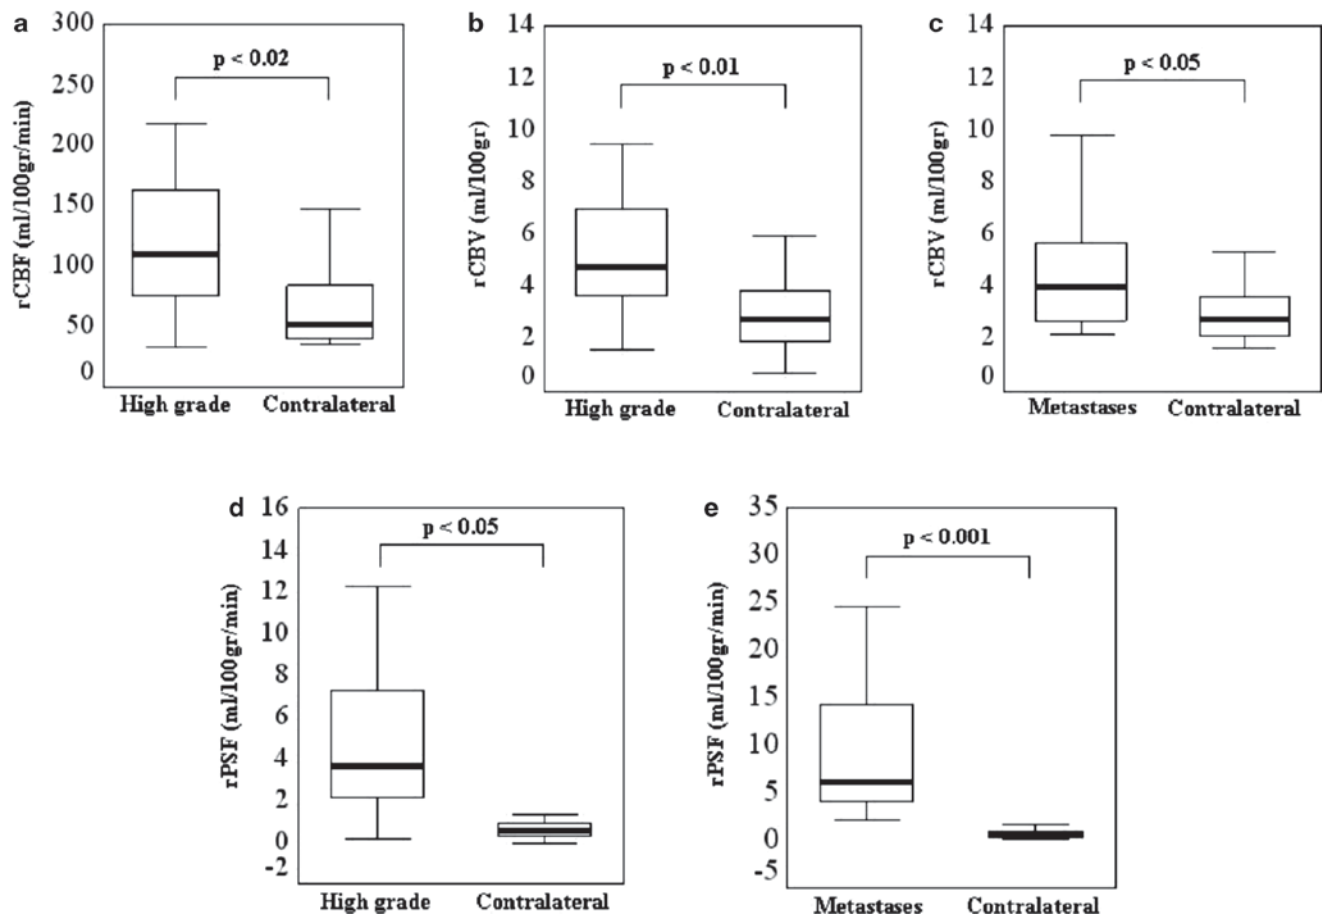 a
300
250
200
150
100
50
0
rCBF (ml/100gr/min)
p < 0.02
High grade Contralateral
b
14
12
10
8
6
4
2
0
rCBV (ml/100gr)
p < 0.01
High grade Contralateral
c
14
12
10
8
6
4
2
0
rCBV (ml/100gr)
p < 0.05
Metastases Contralateral
d
16
14
12
10
8
6
4
2
0
-2
rPSF (ml/100gr/min)
p < 0.05
High grade Contralateral
e
35
30
25
20
15
10
5
0
-5
rPSF (ml/100gr/min)
p < 0.001
Metastases Contralateral